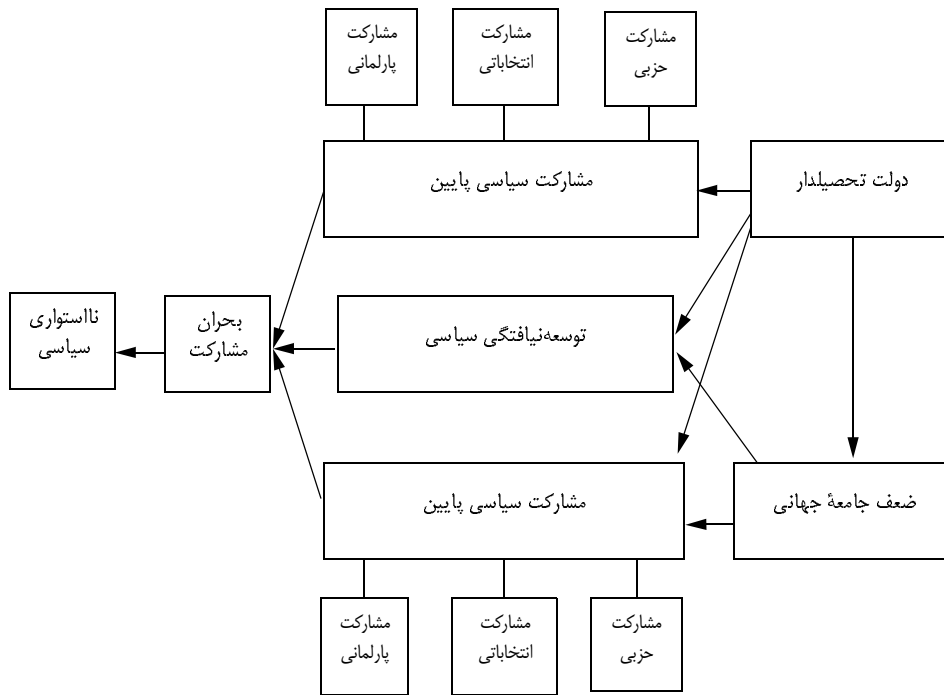 مشارکت
حزبی
مشارکت
انتخاباتی
مشارکت
پارلمانی
دولت تحصیلدار
مشارکت سیاسی پایین
توسعه‌نیافتگی سیاسی
بحران
مشارکت
نااستواری
سیاسی
ضعف جامعهٔ جهانی
مشارکت سیاسی پایین
مشارکت
حزبی
مشارکت
انتخاباتی
مشارکت
پارلمانی